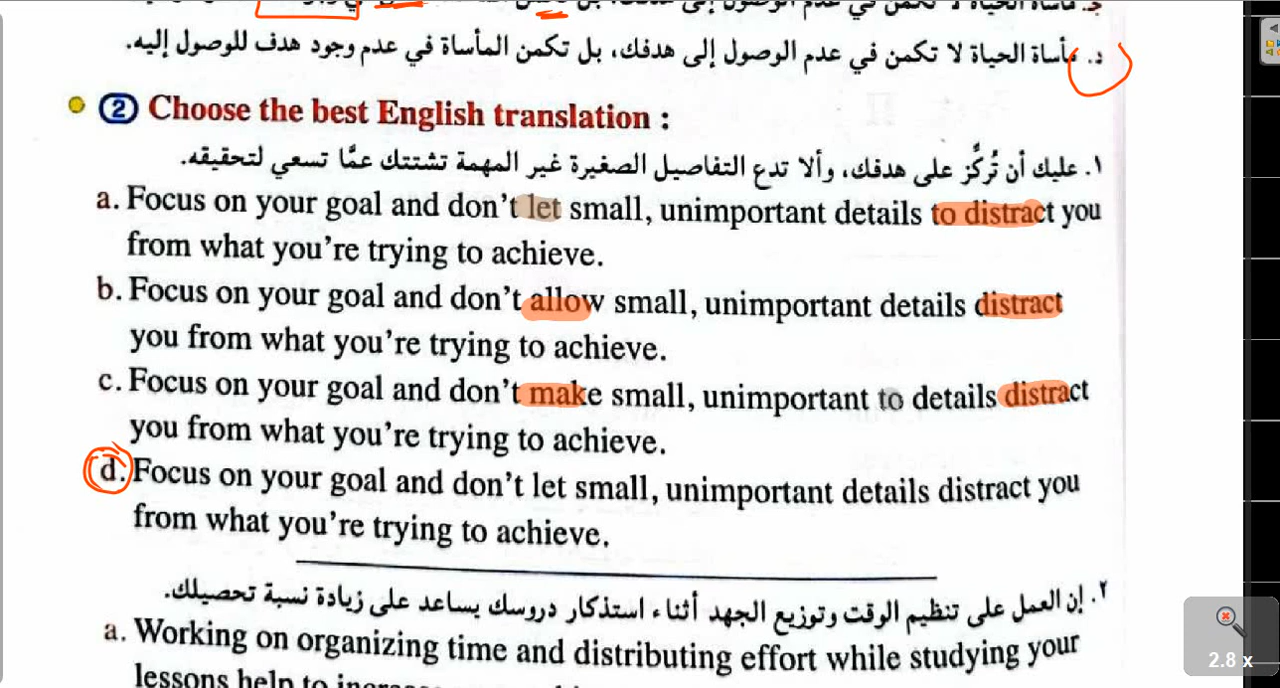 د. مأساة الحياة لا تكمن في عدم الوصول إلى هدفك، بل تكمن المأساة في عدم وجود هدف للوصول إليه.
② Choose the best English translation :
١. عليك أن تُركِّز على هدفك، وألا تدع التفاصيل الصغيرة غير المهمة تشتتك عمَّا تسعي لتحقيقه.
a. Focus on your goal and don't let small, unimportant details to distract you
from what you're trying to achieve.
b. Focus on your goal and don't allow small, unimportant details distract
you from what you're trying to achieve.
c. Focus on your goal and don't make small, unimportant to details distract
you from what you're trying to achieve.
d. Focus on your goal and don't let small, unimportant details distract you
from what you're trying to achieve.
٢. إن العمل على تنظيم الوقت وتوزيع الجهد أثناء استذكار دروسك يساعد على زيادة نسبة تحصيلك.
a. Working on organizing time and distributing effort while studying your
lessons help to
2.8 x